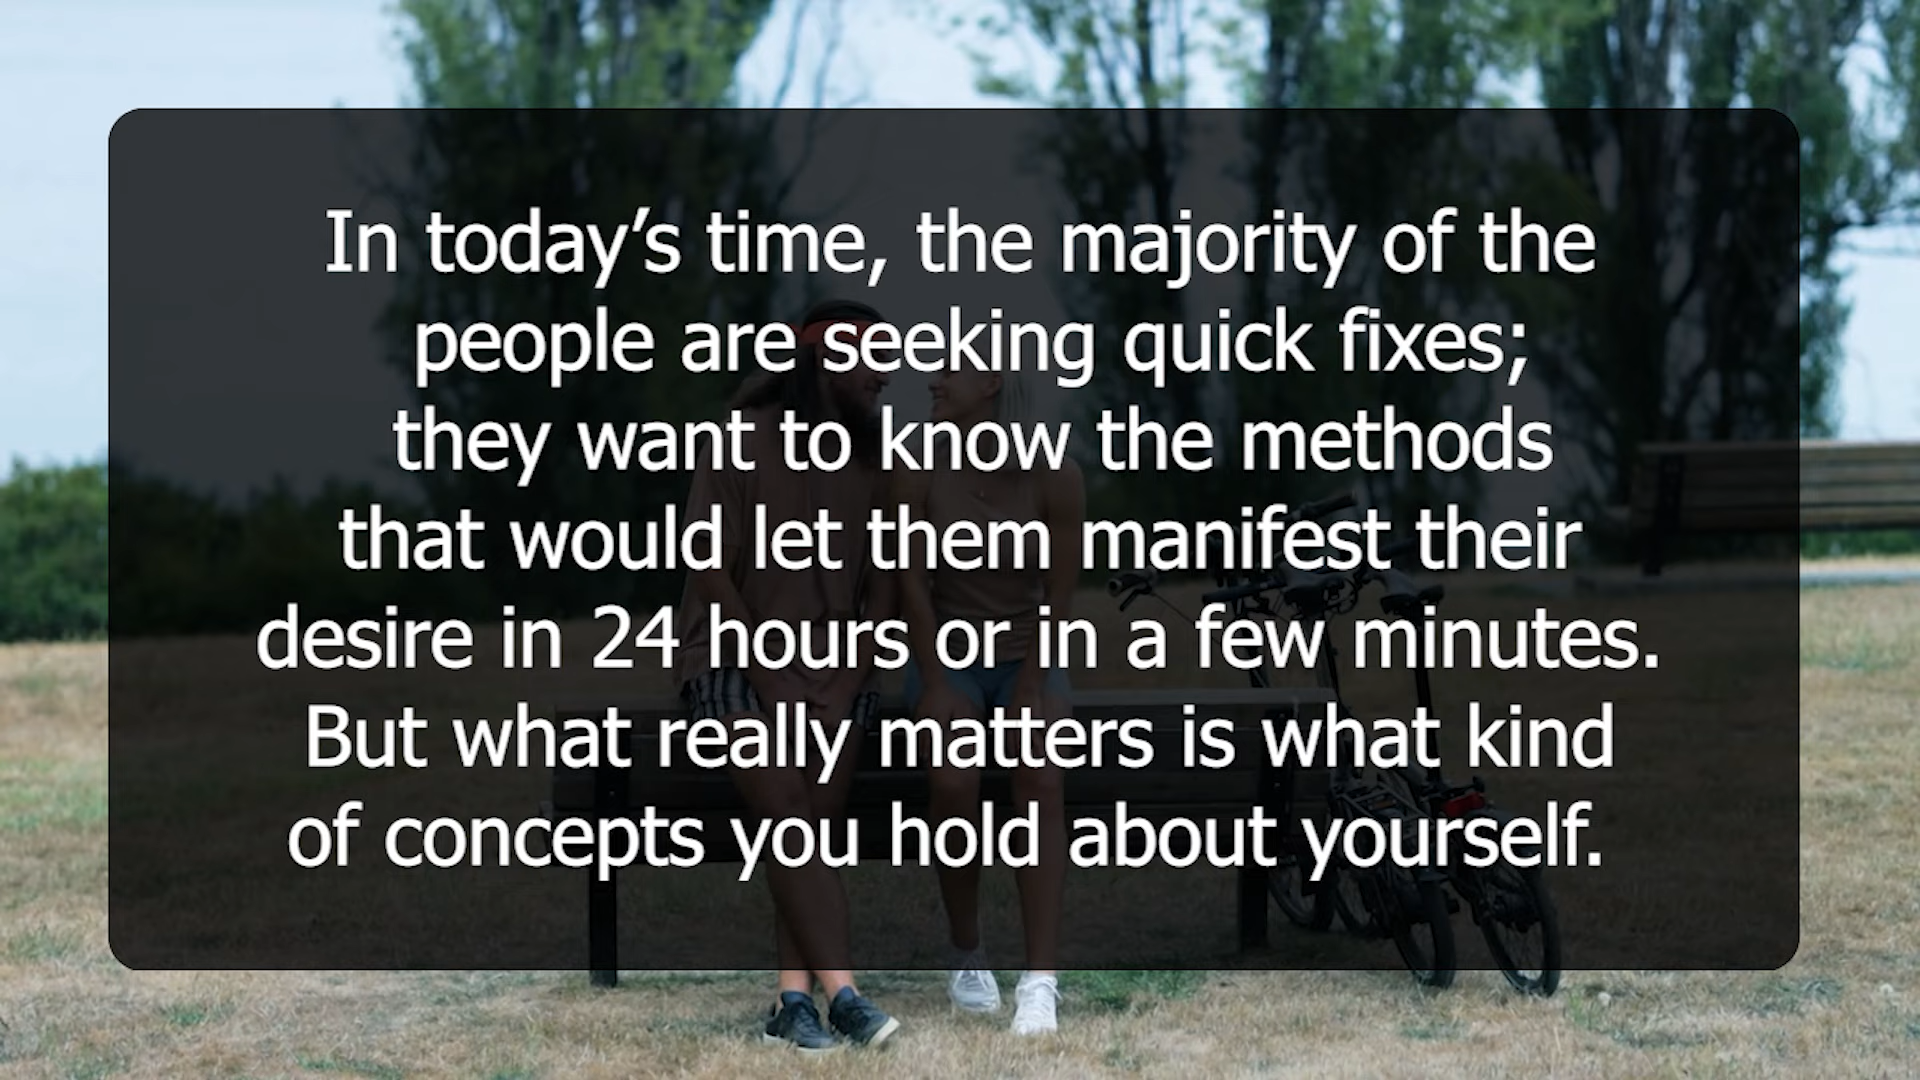 In today’s time, the majority of the
people are seeking quick fixes;
they want to know the methods
that would let them manifest their
desire in 24 hours or in a few minutes.
But what really matters is what kind
of concepts you hold about yourself.